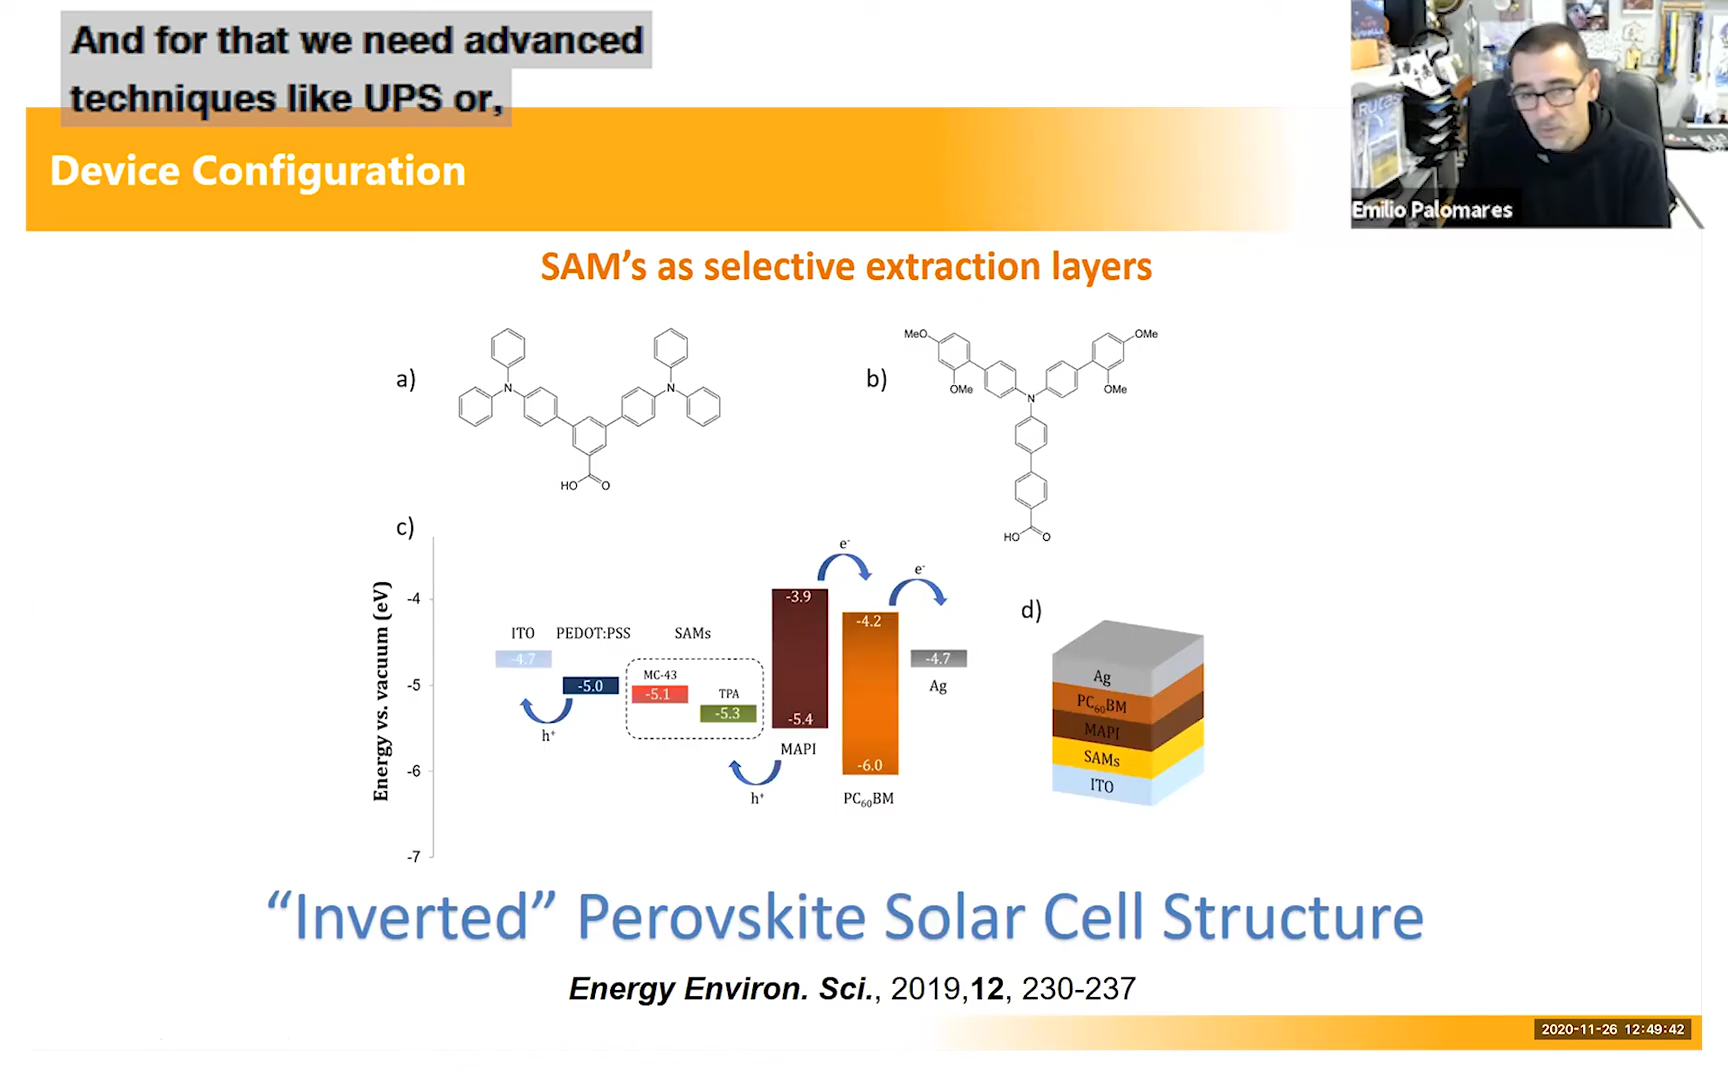 And for that we need advanced
techniques like UPS or,
Device Configuration
Emilio Palomares
SAM's as selective extraction layers
a)
N
N
HO
O
b)
MeO
OMe
OMe
OMe
N
HO
O
c)
Energy vs. vacuum (eV)
-4
-5
-6
-7
ITO
-4.7
PEDOT:PSS
-5.0
h⁺
SAMs
MC-43
-5.1
TPA
-5.3
h⁺
-3.9
-5.4
MAPI
e⁻
-4.2
-6.0
PC₆₀BM
e⁻
-4.7
Ag
d)
Ag
PC₆₀BM
MAPI
SAMs
ITO
“Inverted” Perovskite Solar Cell Structure
Energy Environ. Sci., 2019,12, 230-237
2020-11-26 12:49:42